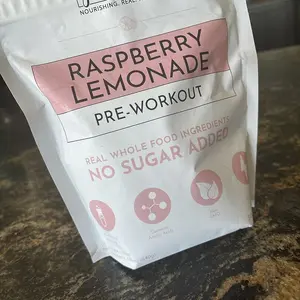 NOURISHING. REAL.
RASPBERRY
LEMONADE
PRE-WORKOUT
REAL WHOLE FOOD INGREDIENTS
NO SUGAR ADDED